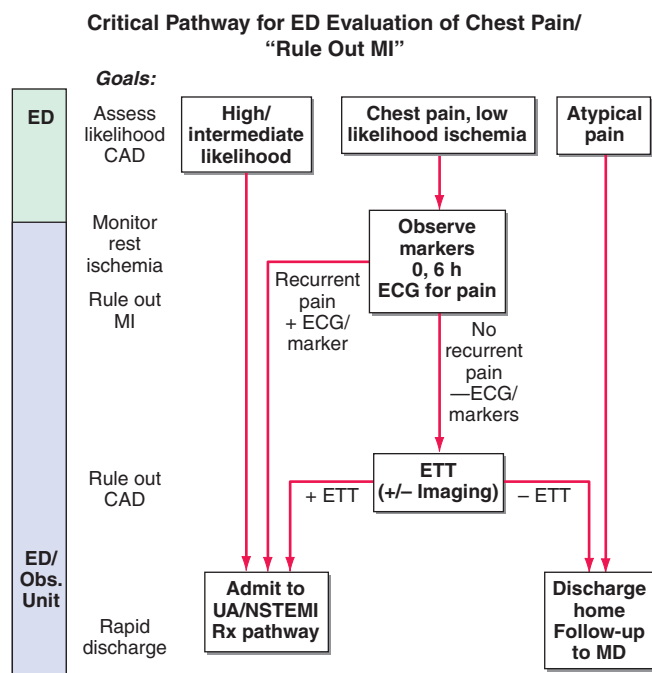 Critical Pathway for ED Evaluation of Chest Pain/
“Rule Out MI”
Goals:
ED
Assess
likelihood
CAD
High/
intermediate
likelihood
Chest pain, low
likelihood ischemia
Atypical
pain
Monitor
rest
ischemia
Rule out
MI
Observe
markers
0, 6 h
ECG for pain
Recurrent
pain
+ ECG/
marker
No
recurrent
pain
—ECG/
markers
Rule out
CAD
+ ETT
ETT
(+/– Imaging)
– ETT
ED/
Obs.
Unit
Rapid
discharge
Admit to
UA/NSTEMI
Rx pathway
Discharge
home
Follow-up
to MD